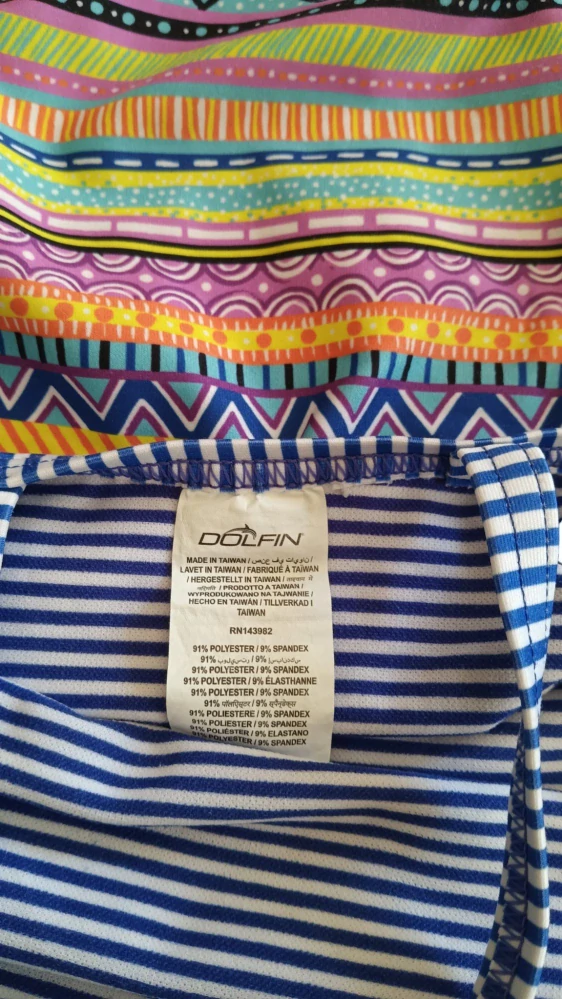 DOLFIN
MADE IN TAIWAN / صنع في تايوان /
LAVET IN TAIWAN / FABRIQUÉ À TAIWAN
/ HERGESTELLT IN TAIWAN / ताइवान में
/ PRODOTTO A TAIWAN /
WYPRODUKOWANO NA TAJWANIE /
HECHO EN TAIWÁN / TILLVERKAD I
TAIWAN
RN143982
91% POLYESTER / 9% SPANDEX
91% بوليستر / 9% إسباندكس
91% POLYESTER / 9% SPANDEX
91% POLYESTER / 9% ÉLASTHANNE
91% POLYESTER / 9% SPANDEX
91% पॉलिएस्टर / 9% स्पैन्डेक्स
91% POLIESTERE / 9% SPANDEX
91% POLIESTER / 9% SPANDEX
91% POLIÉSTER / 9% ELASTANO
91% POLYESTER / 9% SPANDEX